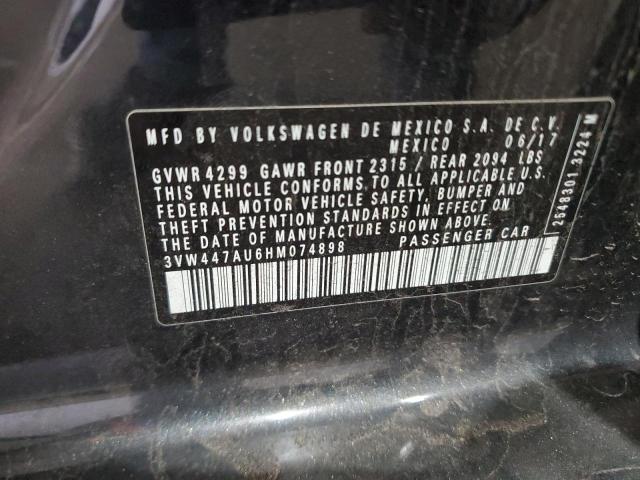 MFD BY VOLKSWAGEN DE MEXICO S.A. DE C.V.
MEXICO 06/17
GVWR 4299 GAWR FRONT 2315 / REAR 2094 LBS
THIS VEHICLE CONFORMS TO ALL APPLICABLE U.S.
FEDERAL MOTOR VEHICLE SAFETY, BUMPER AND
THEFT PREVENTION STANDARDS IN EFFECT ON
THE DATE OF MANUFACTURE SHOWN ABOVE.
3VW447AU6HM074898 PASSENGER CAR
2548301 3224 M